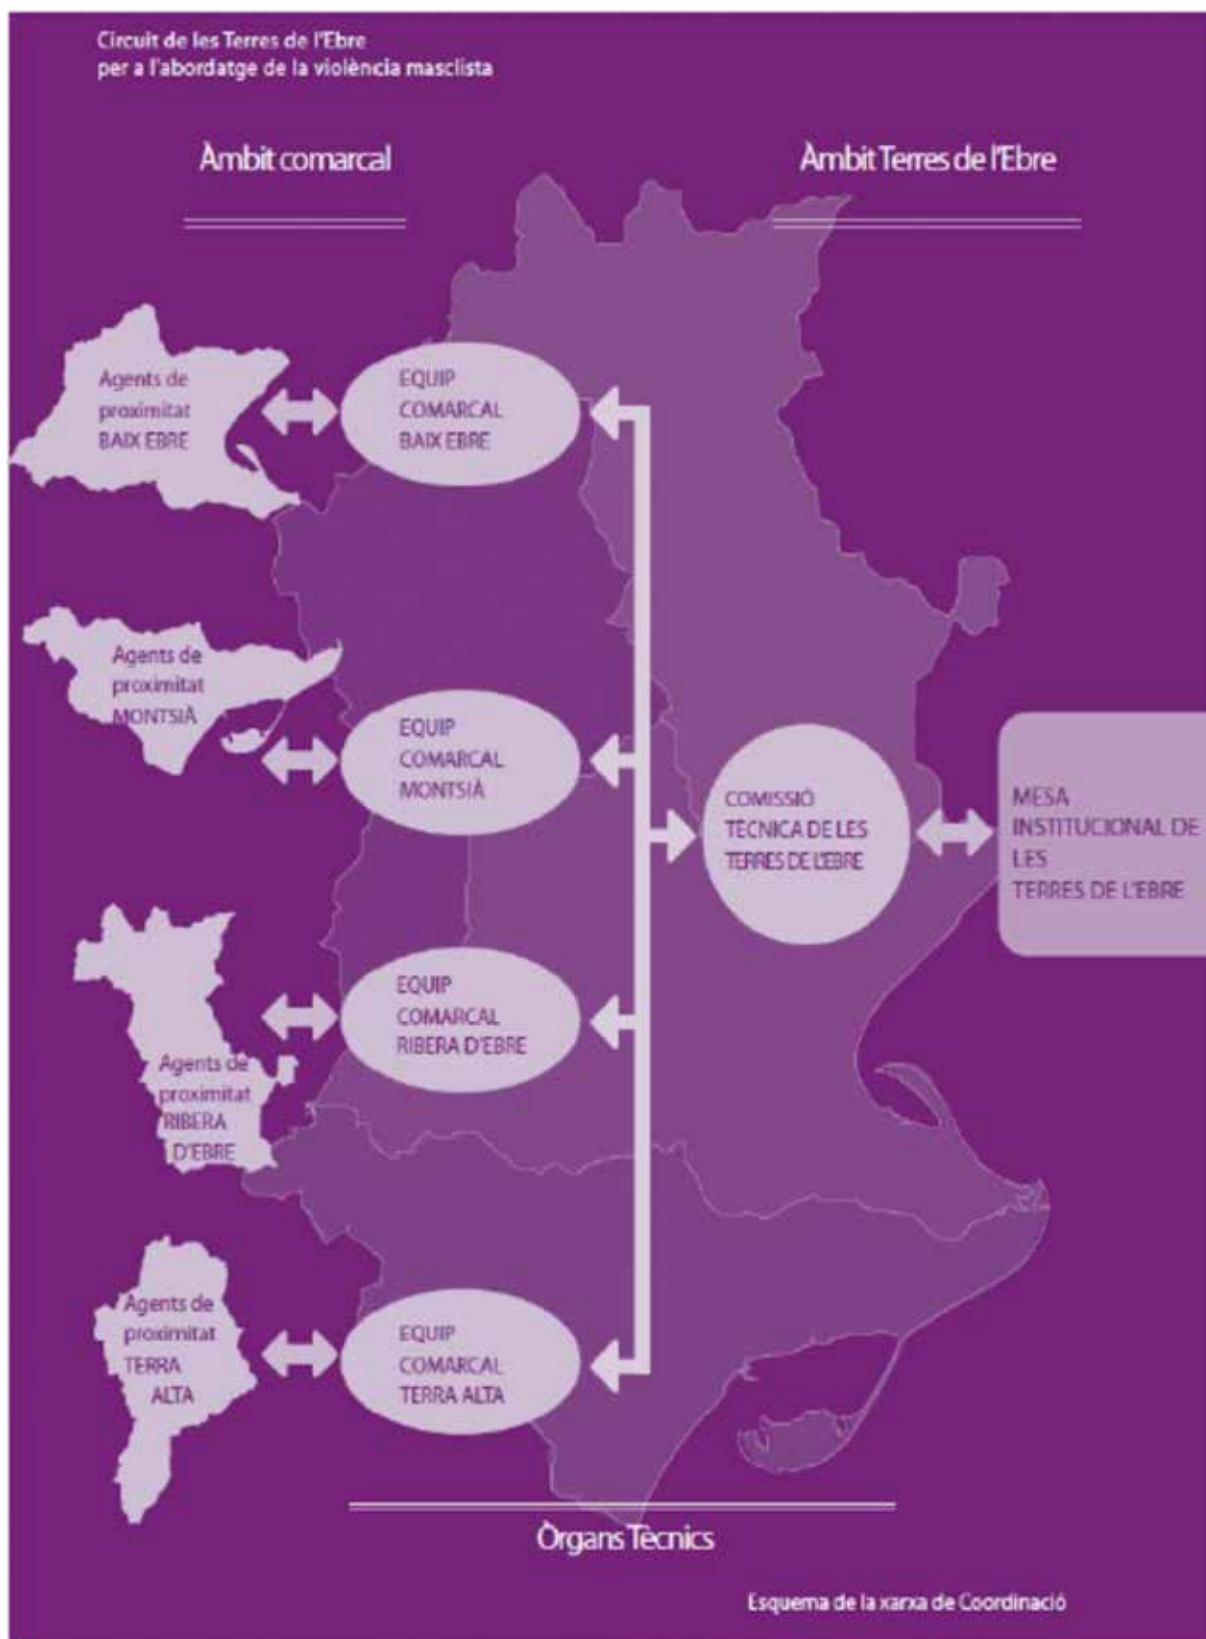 Circuit de les Terres de l'Ebre
per a l'abordatge de la violència masclista
Àmbit comarcal
Àmbit Terres de l'Ebre
Agents de
proximitat
BAIX EBRE
EQUIP
COMARCAL
BAIX EBRE
Agents de
proximitat
MONTSIÀ
EQUIP
COMARCAL
MONTSIÀ
COMISSIÓ
TÈCNICA DE LES
TERRES DE L'EBRE
MESA
INSTITUCIONAL DE
LES
TERRES DE L'EBRE
Agents de
proximitat
RIBERA
D'EBRE
EQUIP
COMARCAL
RIBERA D'EBRE
Agents de
proximitat
TERRA
ALTA
EQUIP
COMARCAL
TERRA ALTA
Òrgans Tècnics
Esquema de la xarxa de Coordinació